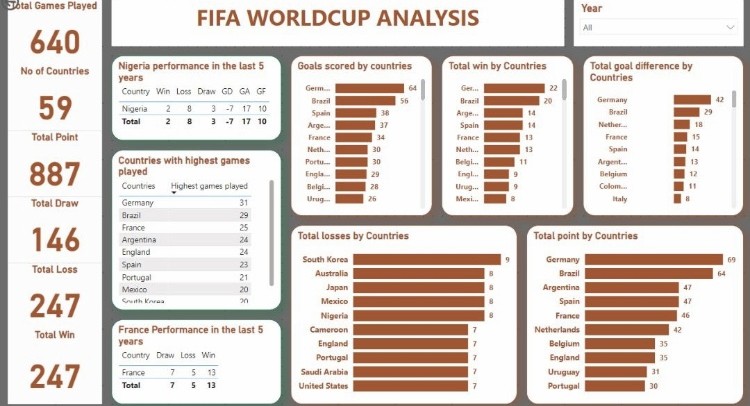 Total Games Played
640
No of Countries
59
Total Point
887
Total Draw
146
Total Loss
247
Total Win
247
FIFA WORLDCUP ANALYSIS
Year
All
Nigeria performance in the last 5
years
Country Win Loss Draw GD GA GF
Nigeria 2 8 3 -7 17 10
Total 2 8 3 -7 17 10
Countries with highest games
played
Countries Highest games played
Germany 31
Brazil 29
France 25
Argentina 24
England 24
Spain 23
Portugal 21
Mexico 20
South Korea 20
France Performance in the last 5
years
Country Draw Loss Win
France 7 5 13
Total 7 5 13
Goals scored by countries
Germ... 64
Brazil 56
Spain 38
Arge... 37
France 34
Neth... 30
Portu... 30
Engla... 29
Belgi... 28
Urug... 26
Total win by Countries
Ger... 22
Brazil 20
Arge... 14
Spain 14
France 13
Neth... 13
Belgi... 11
Engl... 9
Urug... 9
Mexi... 8
Total goal difference by
Countries
Germany 42
Brazil 29
Nether... 18
France 15
Spain 14
Argent... 13
Belgium 12
Colom... 11
Italy 8
Total losses by Countries
South Korea 9
Australia 8
Japan 8
Mexico 8
Nigeria 8
Cameroon 7
England 7
Portugal 7
Saudi Arabia 7
United States 7
Total point by Countries
Germany 69
Brazil 64
Argentina 47
Spain 47
France 46
Netherlands 42
Belgium 35
England 35
Uruguay 31
Portugal 30